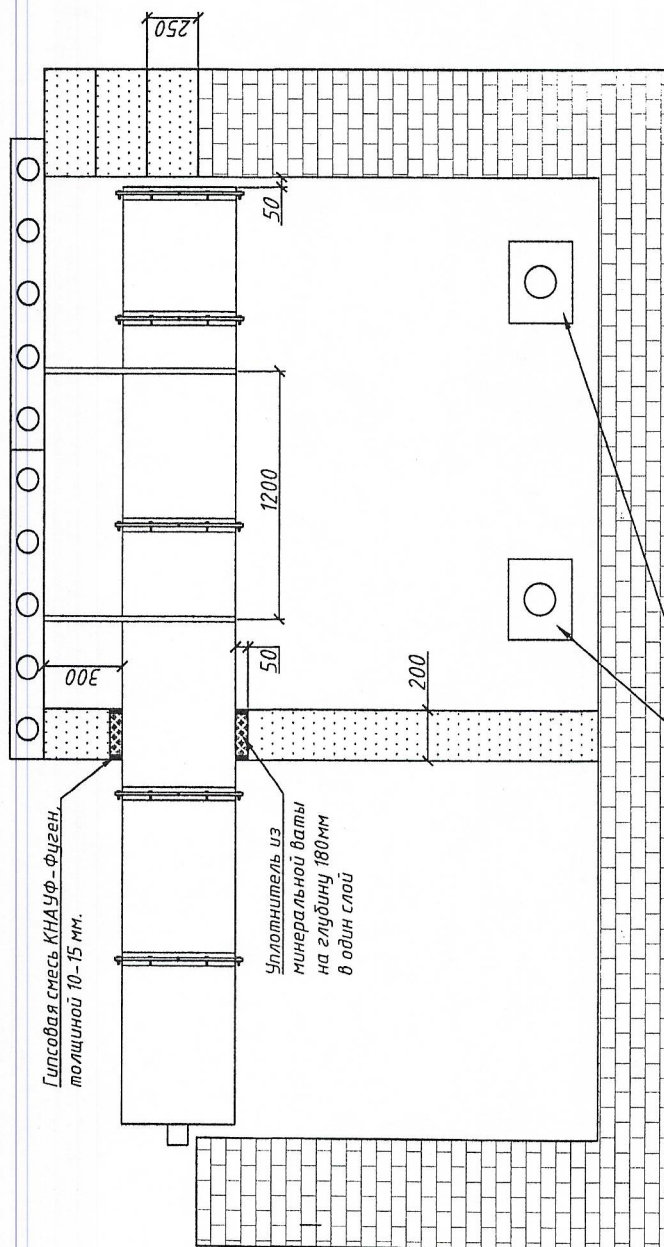 Гипсовая смесь КНАУФ-Фуген,
толщиной 10-15 мм.
Уплотнитель из
минеральной ваты
на глубину 180мм
в один слой
300
50
200
1200
50
250